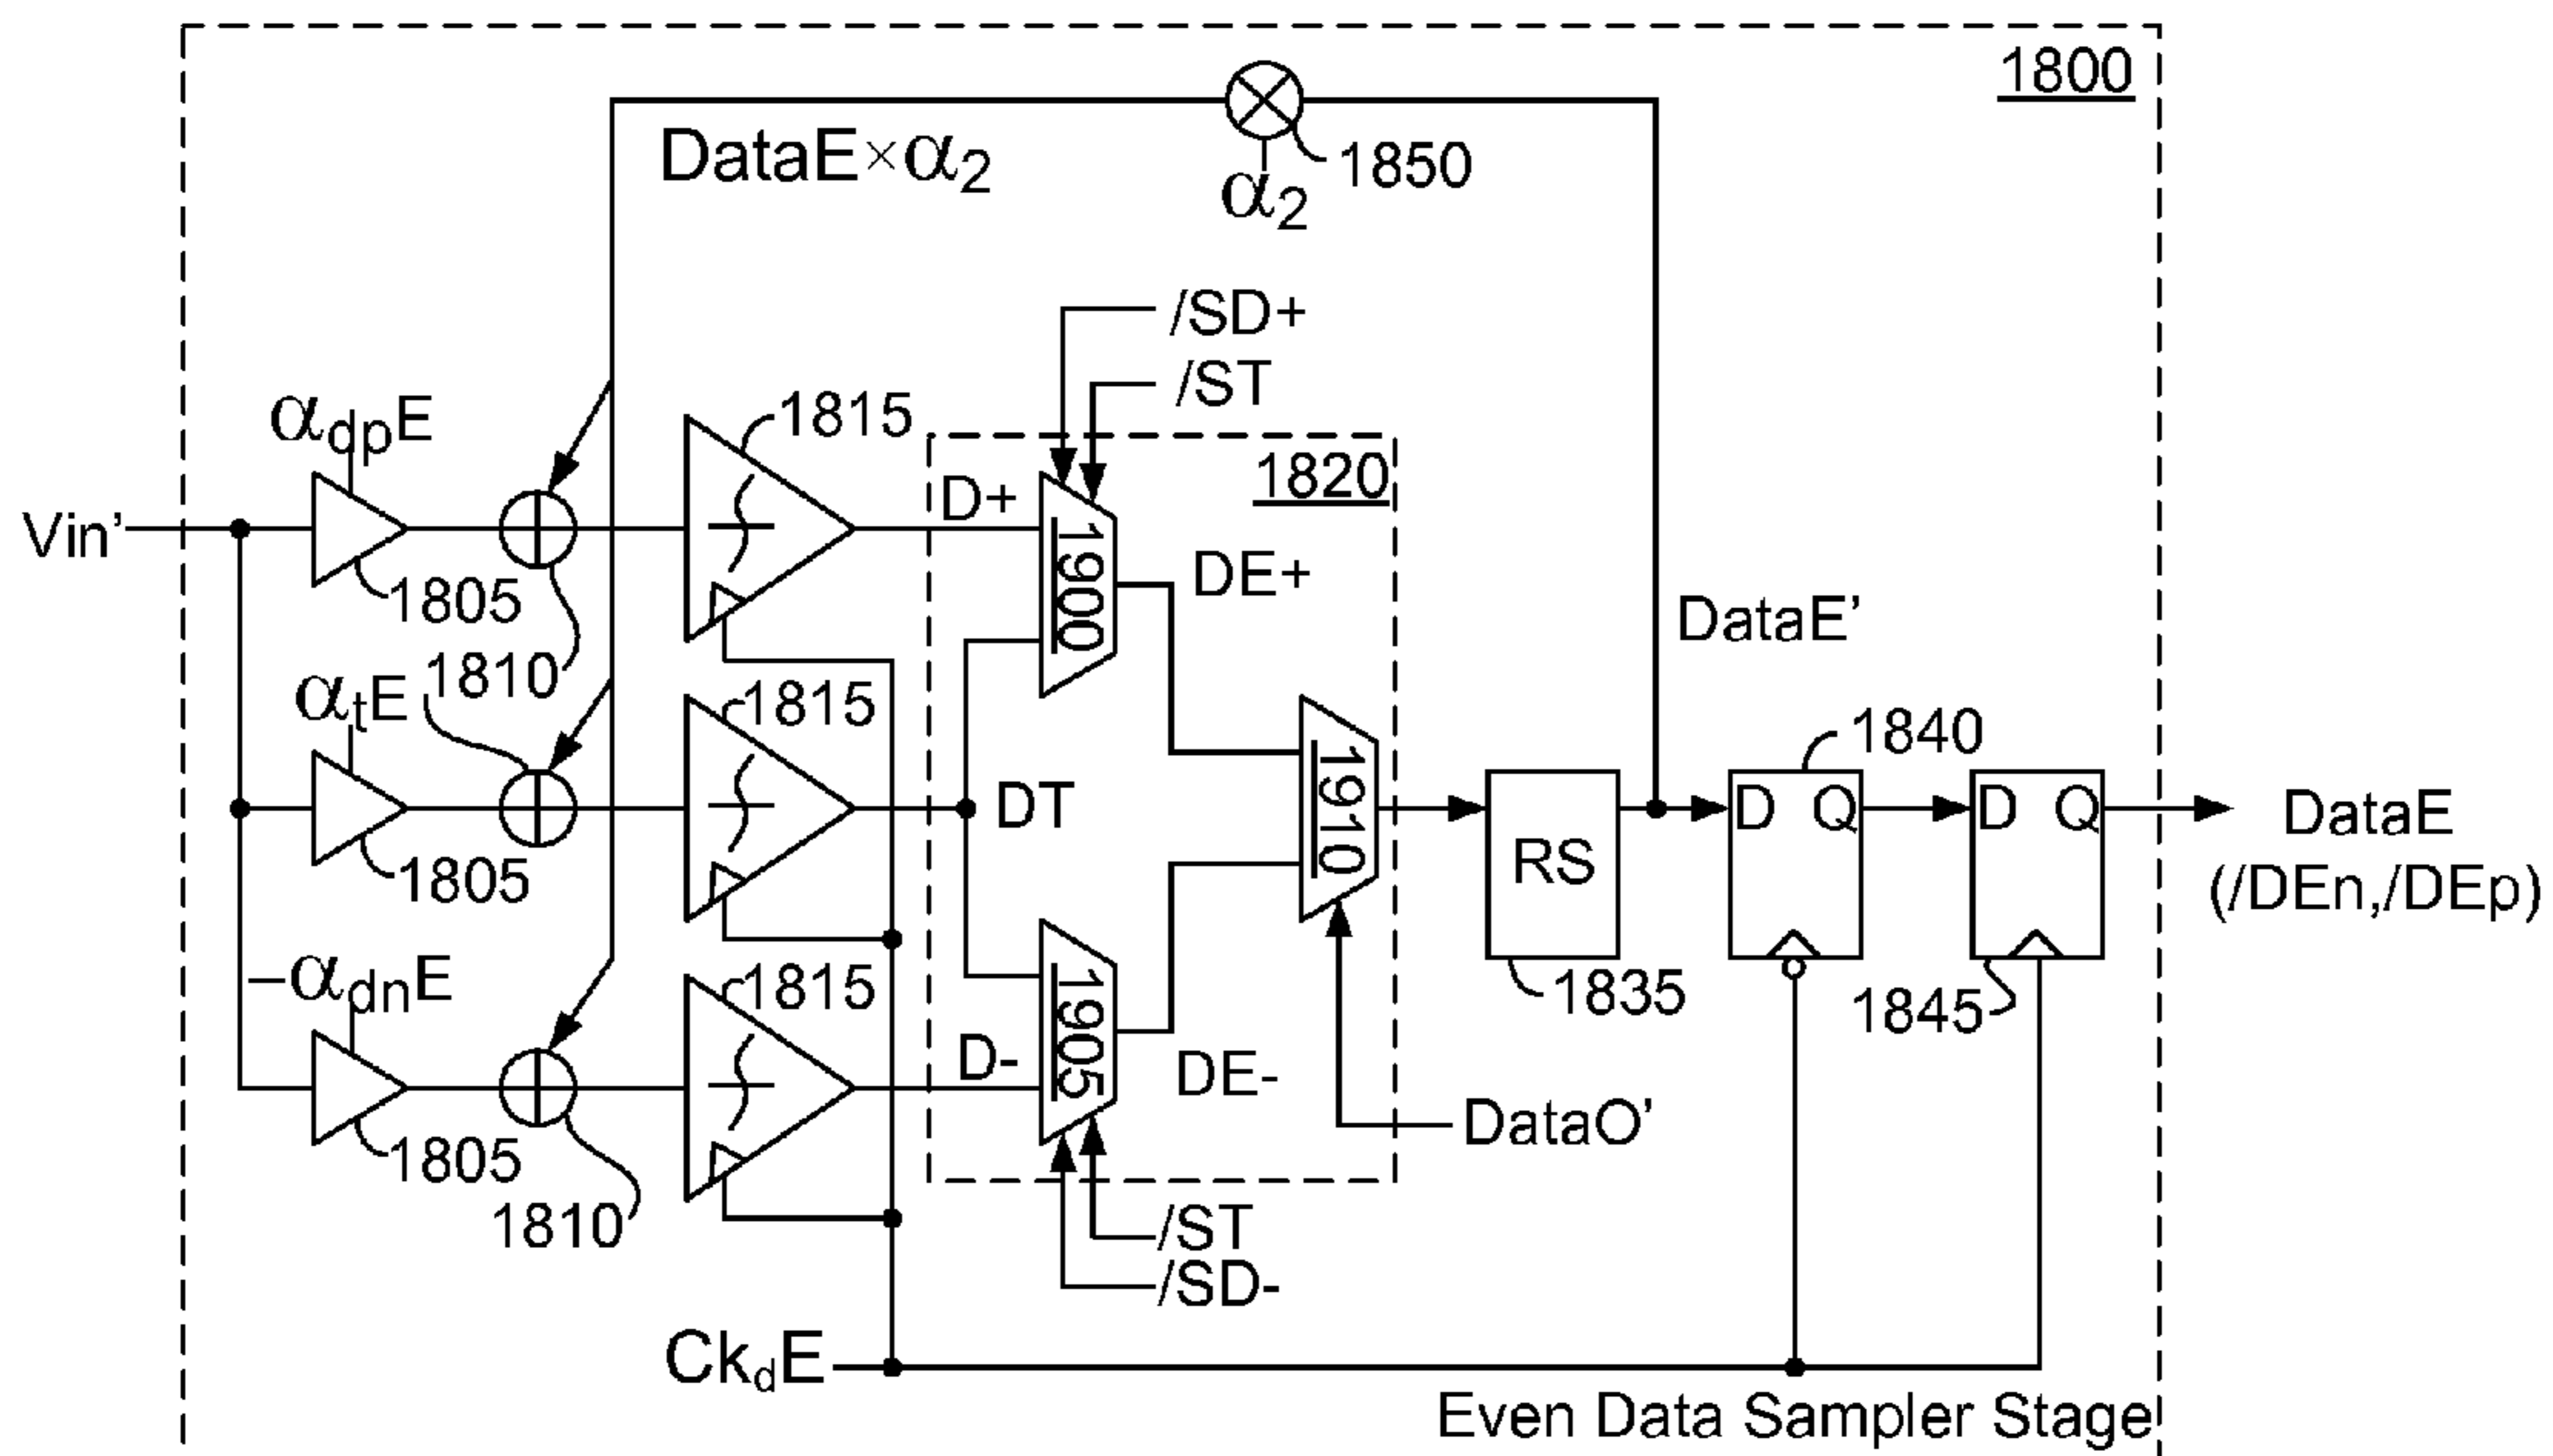 1800
DataE×α2
α2
1850
/SD+
/ST
αdpE
1815
1820
D+
Vin’
1900
DE+
1805
1810
DataE’
αtE
1815
1840
DT
1910
D Q
D Q
DataE
(/DEn,/DEp)
RS
1805
–αdnE
1815
1835
1845
1905
D-
DE-
DataO’
1805
1810
/ST
/SD-
CkdE
Even Data Sampler Stage